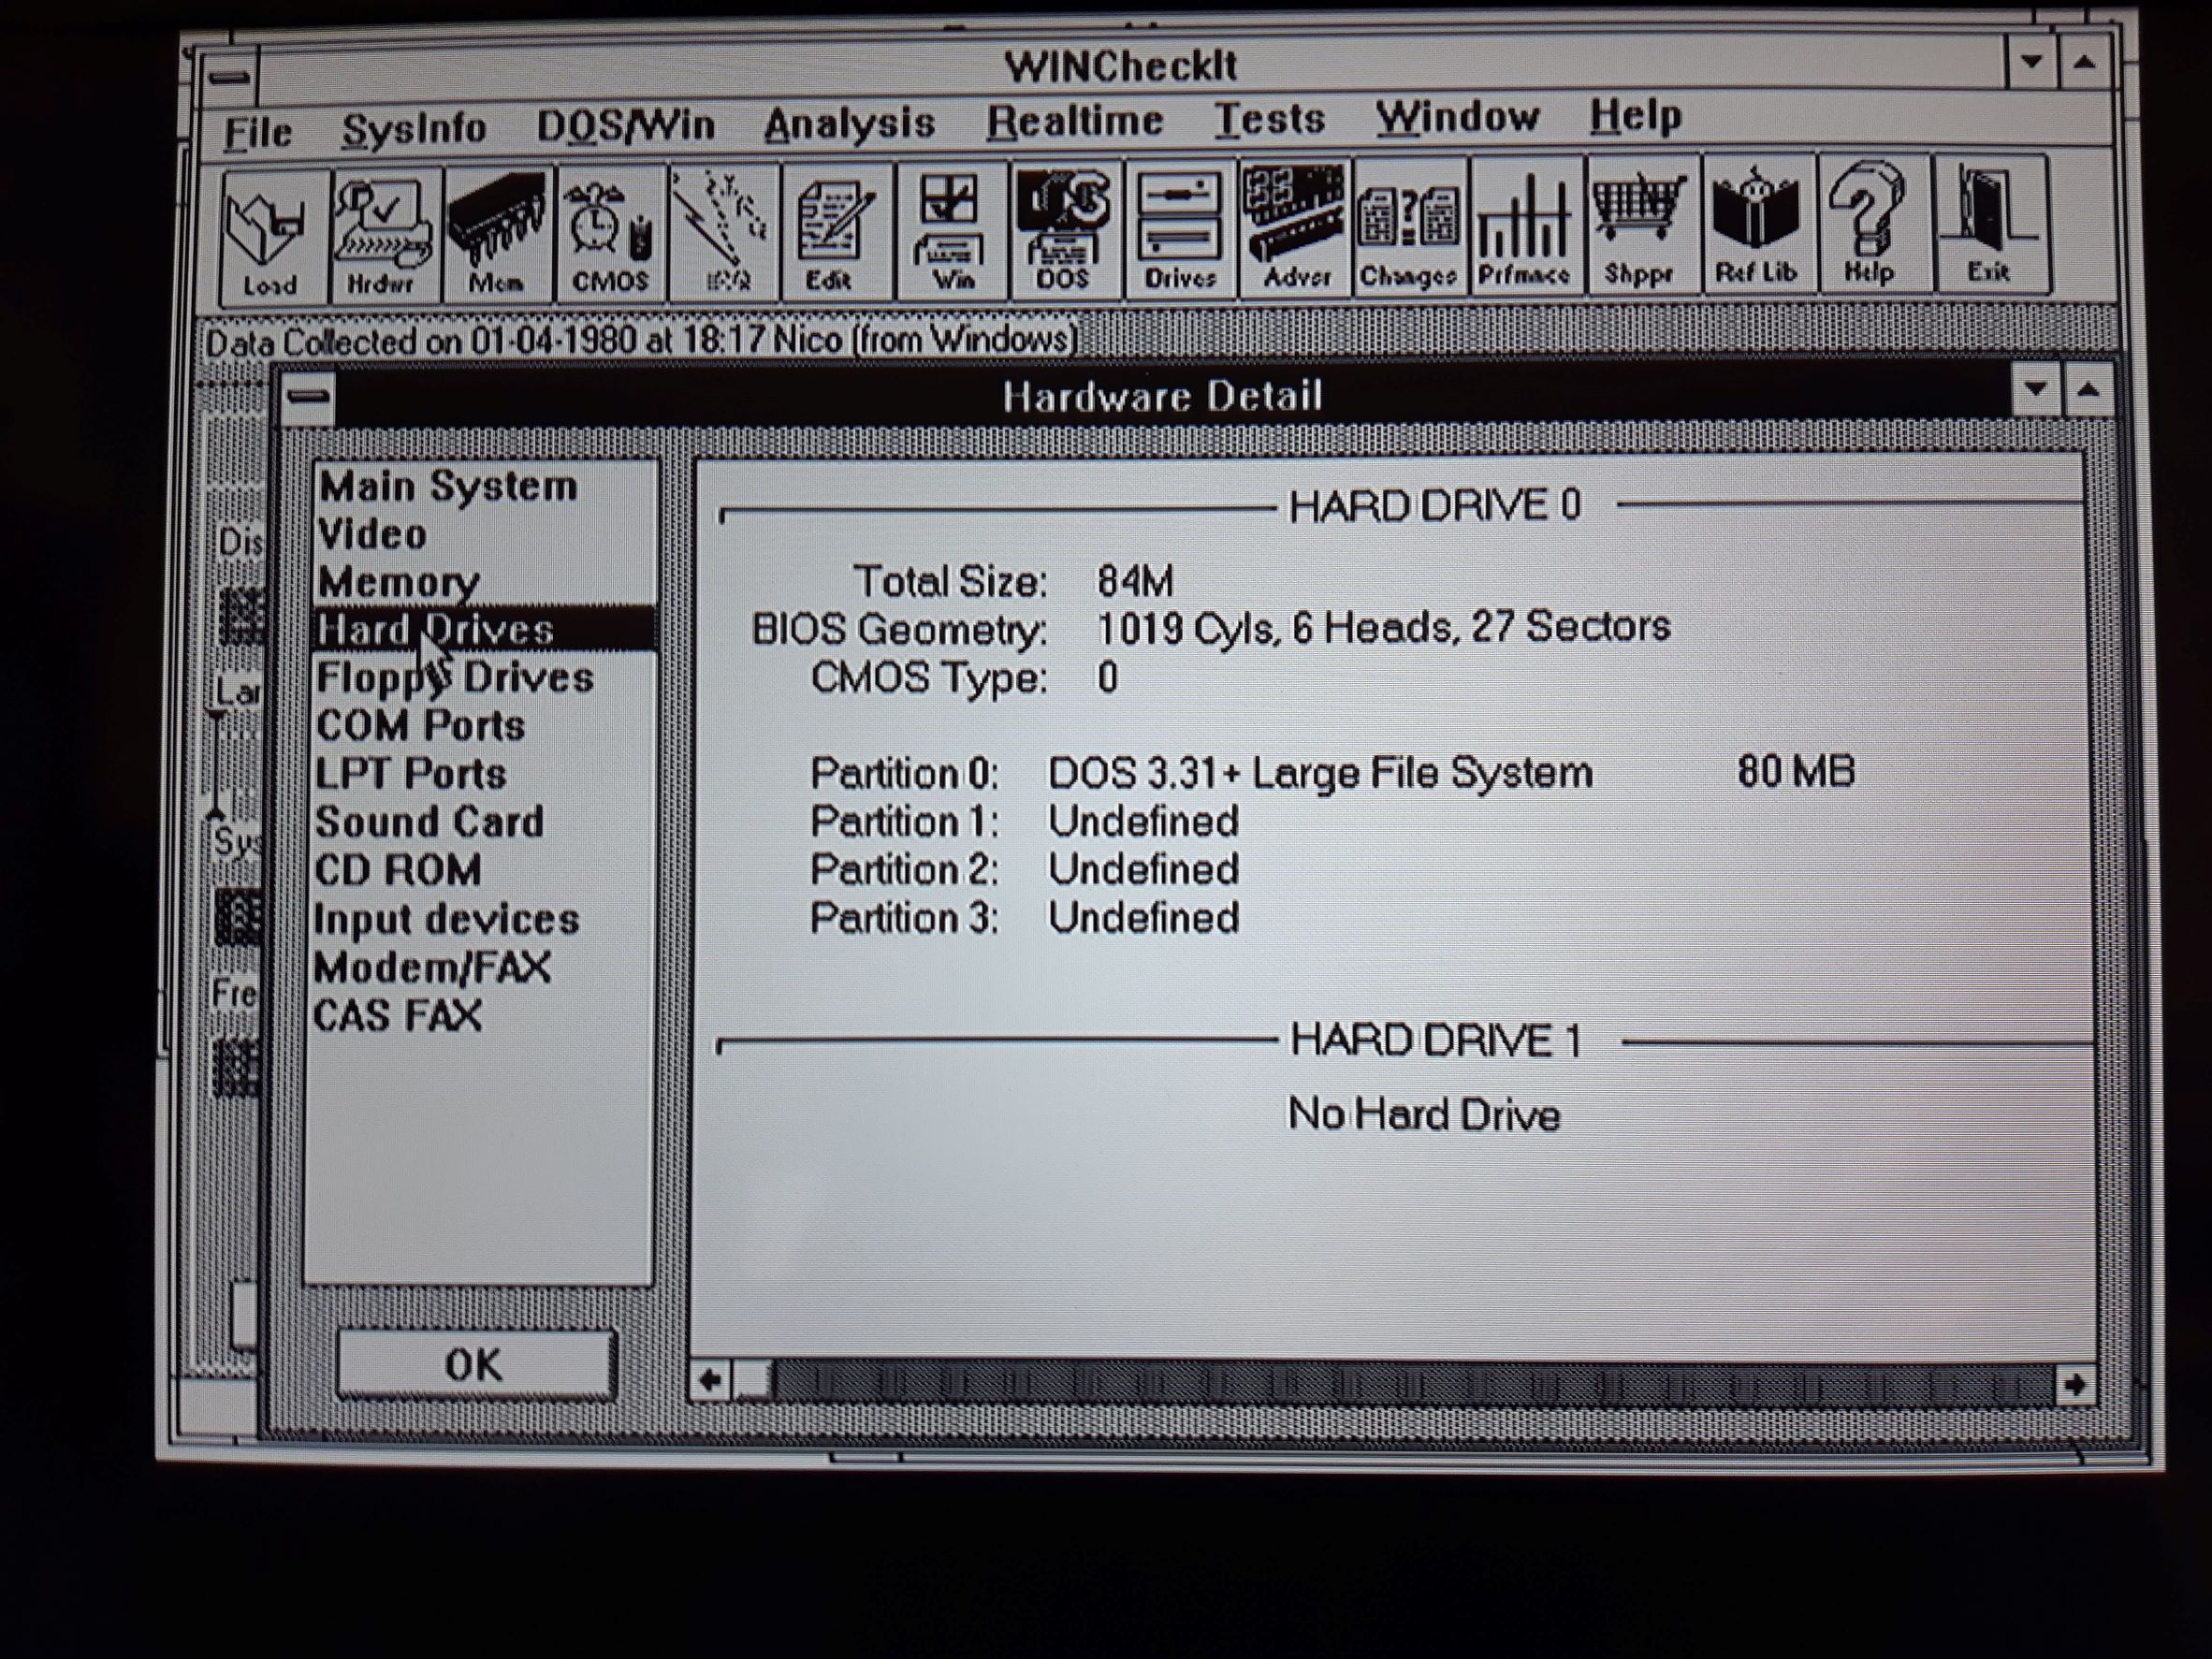 WINCheckIt
File SysInfo DOS/Win Analysis Realtime Tests Window Help
Load Hrdwr Mem CMOS IRQ Edit Win DOS Drives Advsr Changes Prfmnce Shppr Ref Lib Help Exit
Data Collected on 01-04-1980 at 18:17 Nico (from Windows)
Hardware Detail
Main System
Video
Memory
Hard Drives
Floppy Drives
COM Ports
LPT Ports
Sound Card
CD ROM
Input devices
Modem/FAX
CAS FAX
OK
Dis
Lar
Sys
Fre
HARD DRIVE 0
Total Size: 84M
BIOS Geometry: 1019 Cyls, 6 Heads, 27 Sectors
CMOS Type: 0
Partition 0: DOS 3.31+ Large File System 80 MB
Partition 1: Undefined
Partition 2: Undefined
Partition 3: Undefined
HARD DRIVE 1
No Hard Drive